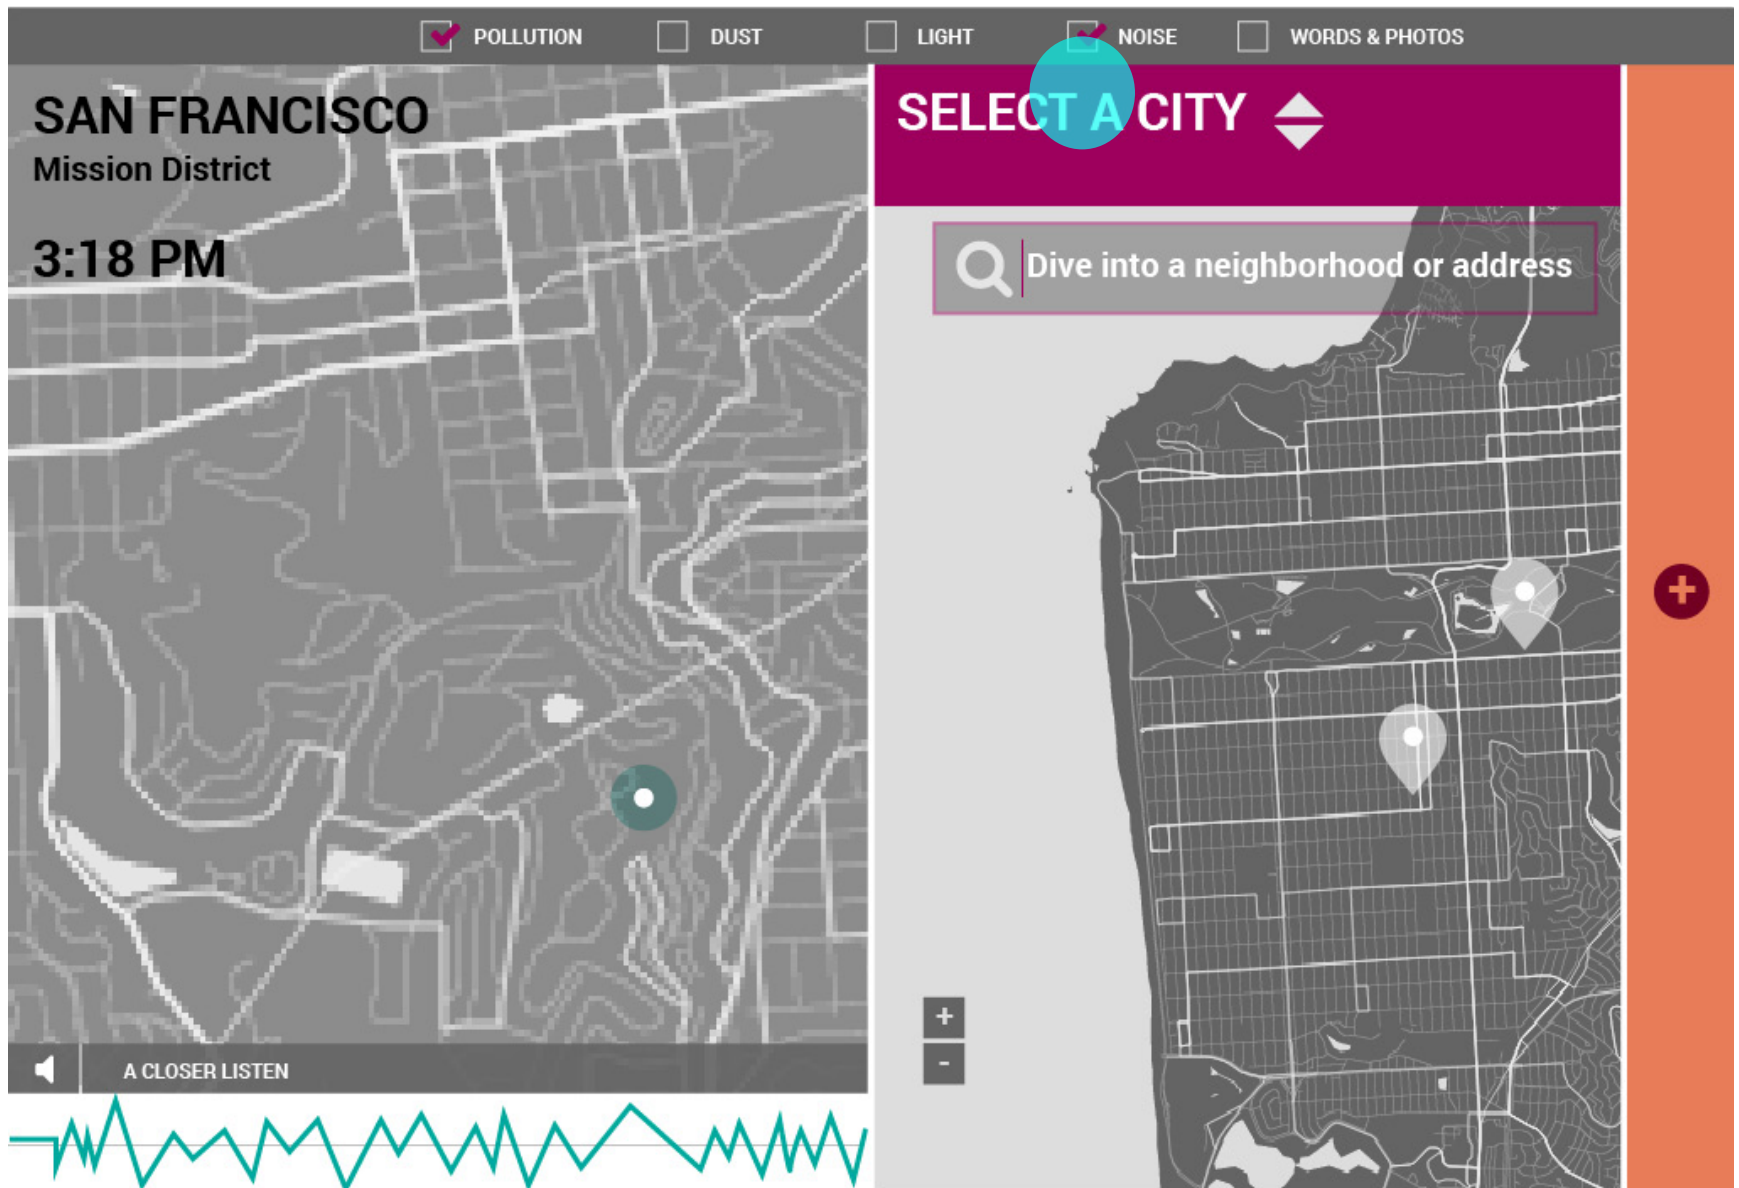 POLLUTION
DUST
LIGHT
NOISE
WORDS & PHOTOS
SAN FRANCISCO
Mission District
3:18 PM
SELECT A CITY
Dive into a neighborhood or address
+
+
-
A CLOSER LISTEN